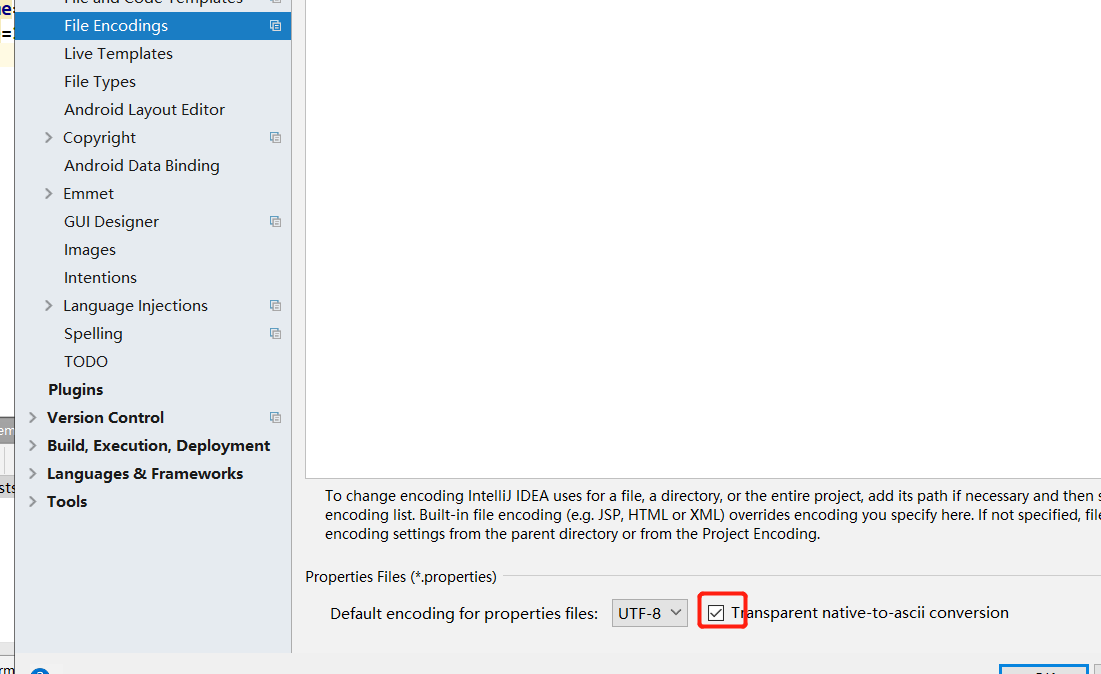 File and Code Templates
File Encodings
Live Templates
File Types
Android Layout Editor
Copyright
Android Data Binding
Emmet
GUI Designer
Images
Intentions
Language Injections
Spelling
TODO
Plugins
Version Control
Build, Execution, Deployment
Languages & Frameworks
Tools
To change encoding IntelliJ IDEA uses for a file, a directory, or the entire project, add its path if necessary and then s
encoding list. Built-in file encoding (e.g. JSP, HTML or XML) overrides encoding you specify here. If not specified, file
encoding settings from the parent directory or from the Project Encoding.
Properties Files (*.properties)
Default encoding for properties files: UTF-8 Transparent native-to-ascii conversion